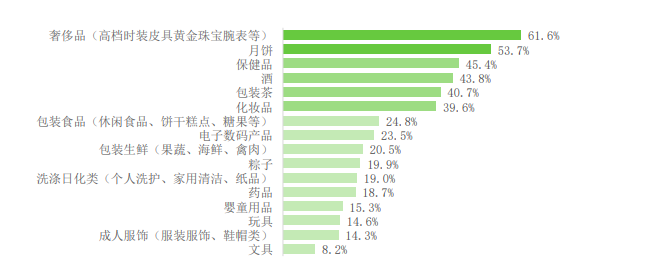 奢侈品（高档时装皮具黄金珠宝腕表等） 61.6%
月饼 53.7%
保健品 45.4%
酒 43.8%
包装茶 40.7%
化妆品 39.6%
包装食品（休闲食品、饼干糕点、糖果等） 24.8%
电子数码产品 23.5%
包装生鲜（果蔬、海鲜、禽肉） 20.5%
粽子 19.9%
洗涤日化类（个人洗护、家用清洁、纸品） 19.0%
药品 18.7%
婴童用品 15.3%
玩具 14.6%
成人服饰（服装服饰、鞋帽类） 14.3%
文具 8.2%